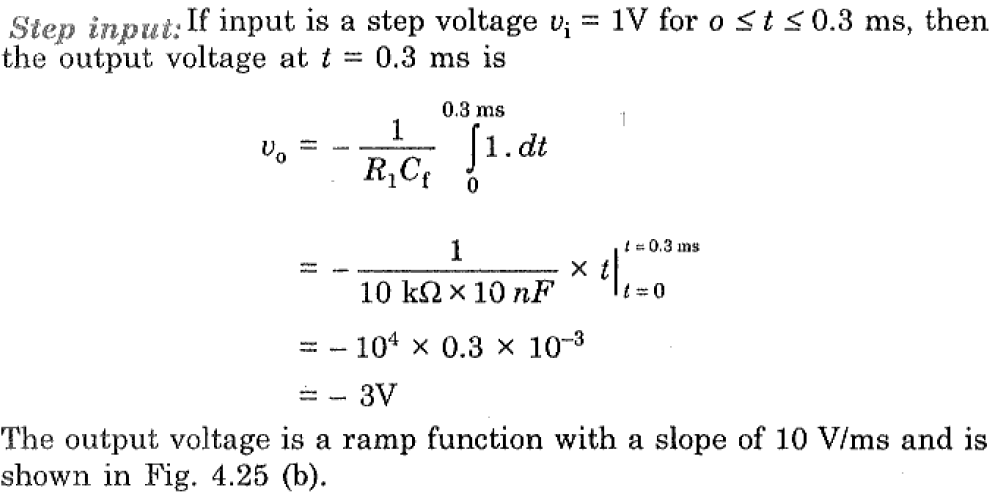 Step input: If input is a step voltage vi = 1V for o ≤ t ≤ 0.3 ms, then
the output voltage at t = 0.3 ms is
0.3 ms
vo = − 1/R1Cf ∫ 1 . dt
0
= − 1/10 kΩ × 10 nF × t| t = 0.3 ms t = 0
= − 10⁴ × 0.3 × 10⁻³
= − 3V
The output voltage is a ramp function with a slope of 10 V/ms and is
shown in Fig. 4.25 (b).